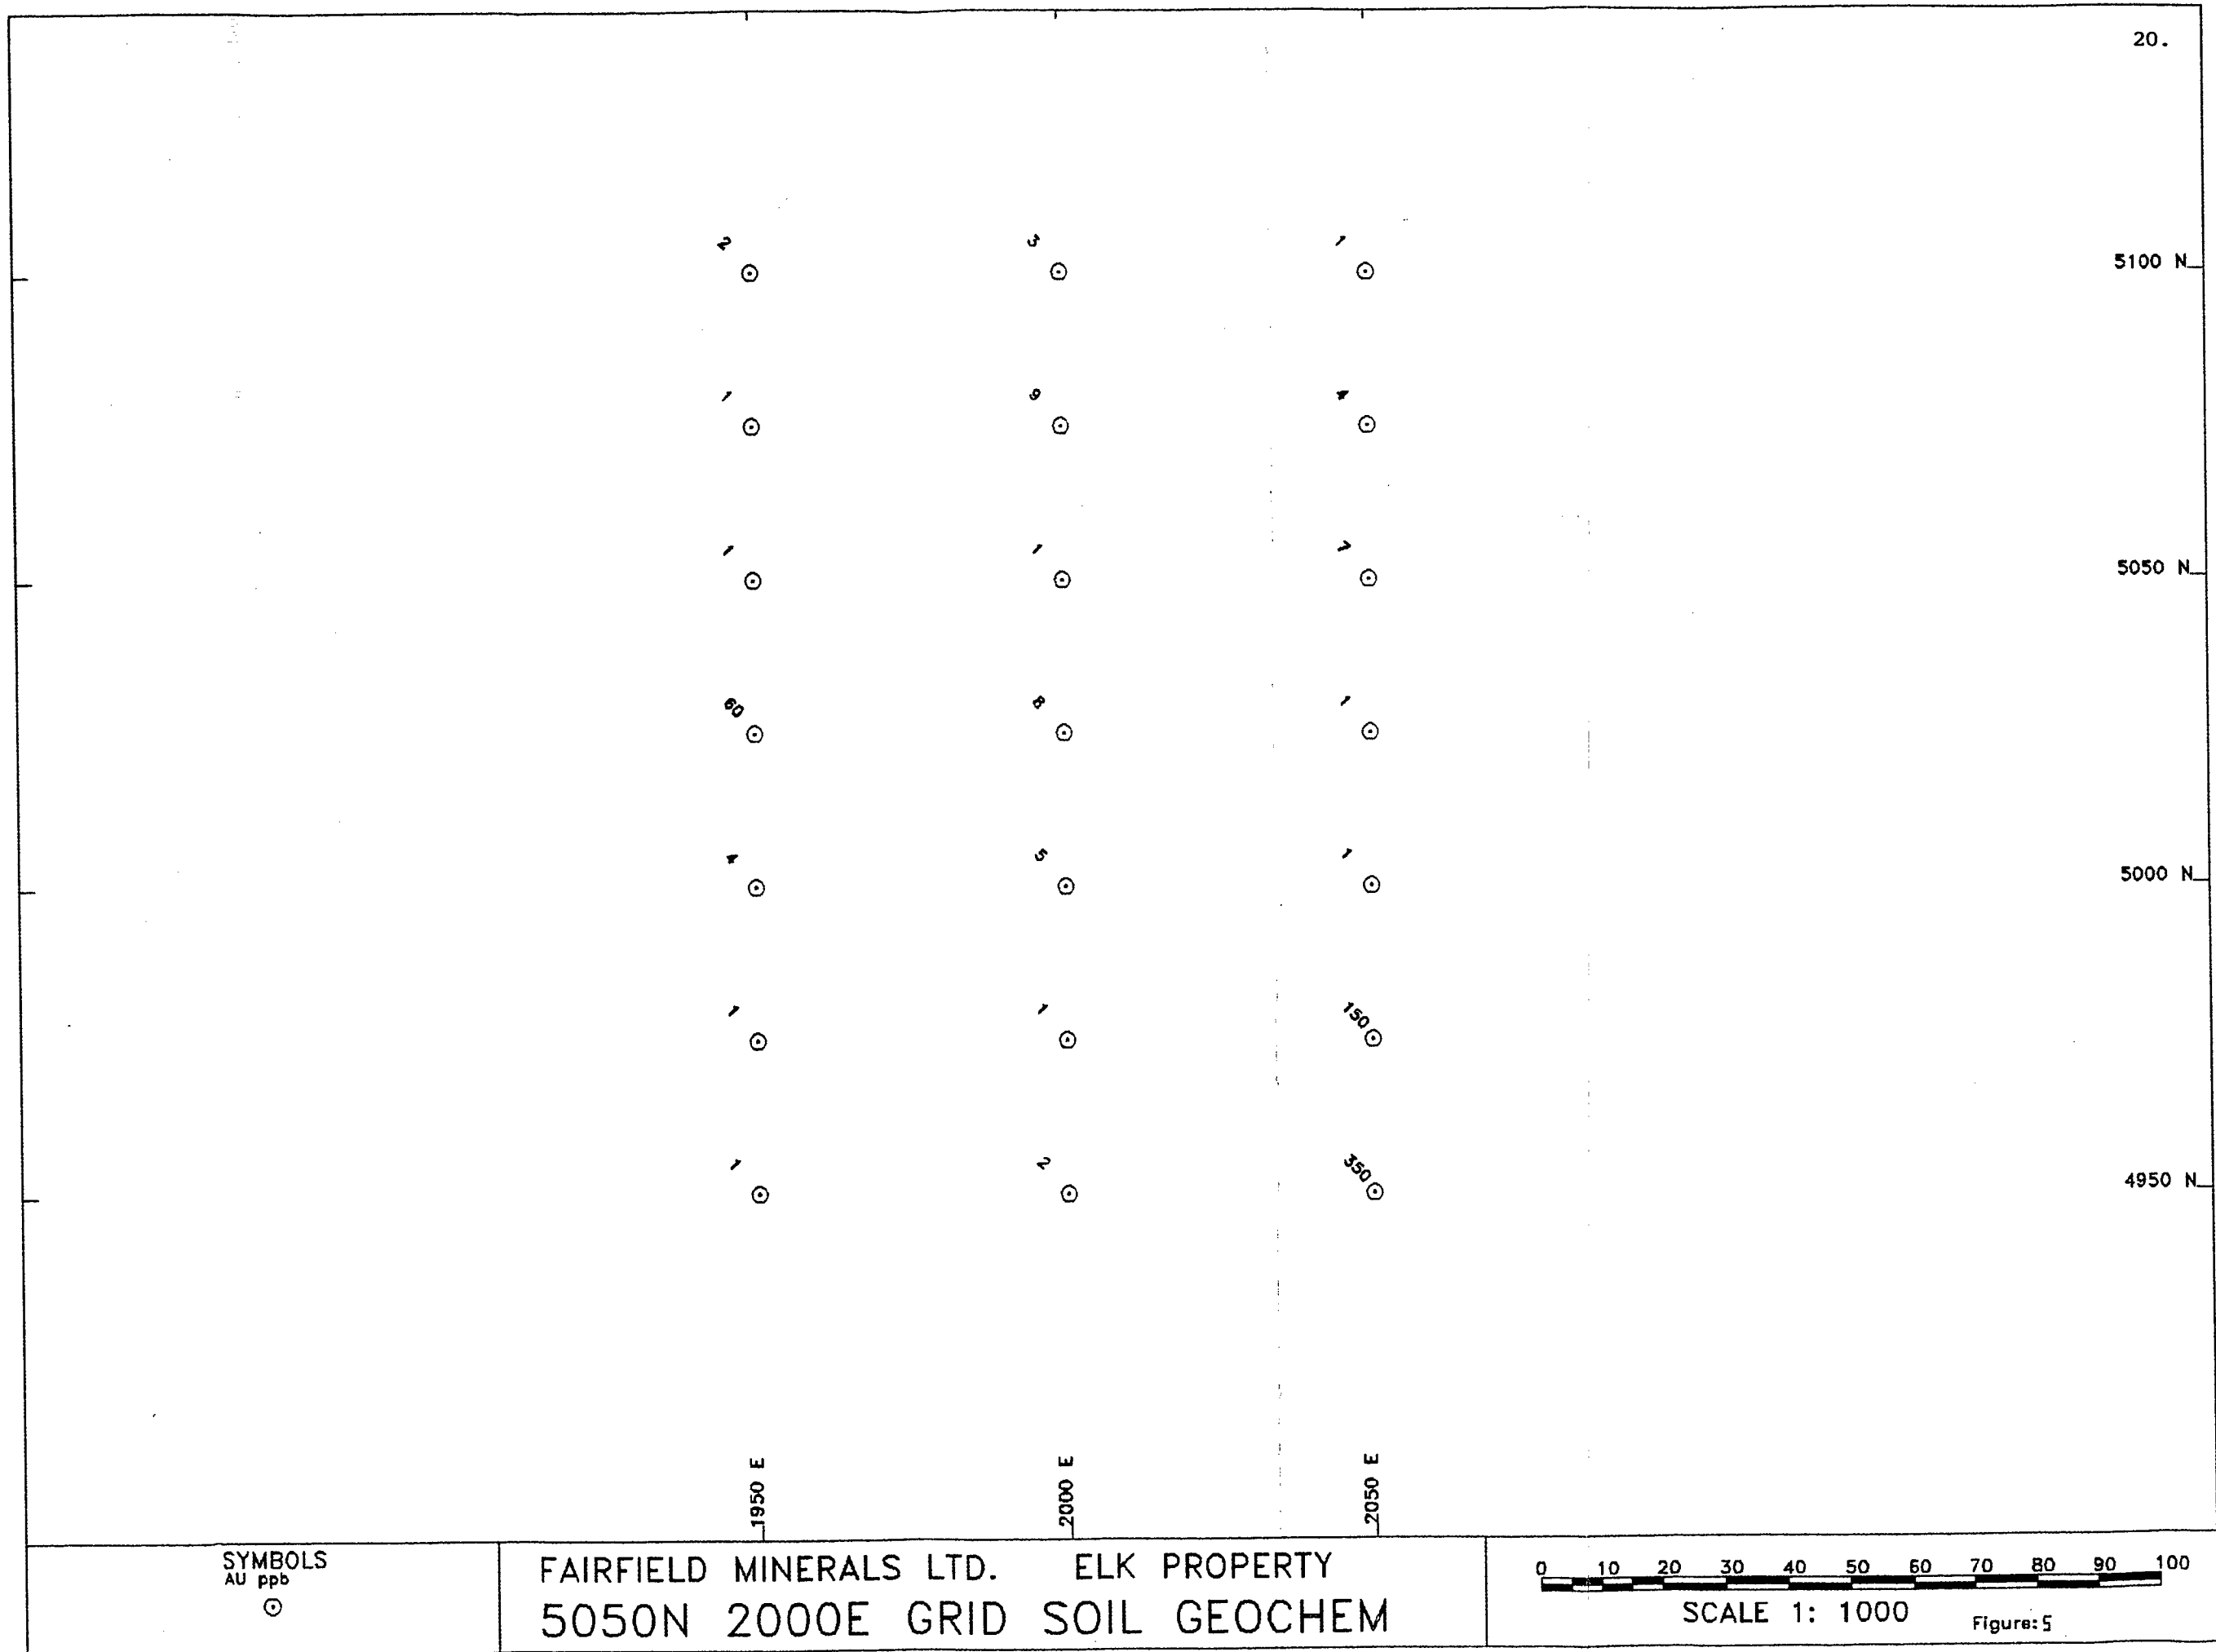 20.
2 3 1
5100 N
1 9 4
1 1 7
5050 N
60 8 1
4 5 1
5000 N
1 1 150
1 2 350
4950 N
1950 E
2000 E
2050 E
SYMBOLS
AU ppb
FAIRFIELD MINERALS LTD. ELK PROPERTY
5050N 2000E GRID SOIL GEOCHEM
0 10 20 30 40 50 60 70 80 90 100
SCALE 1: 1000
Figure: 5